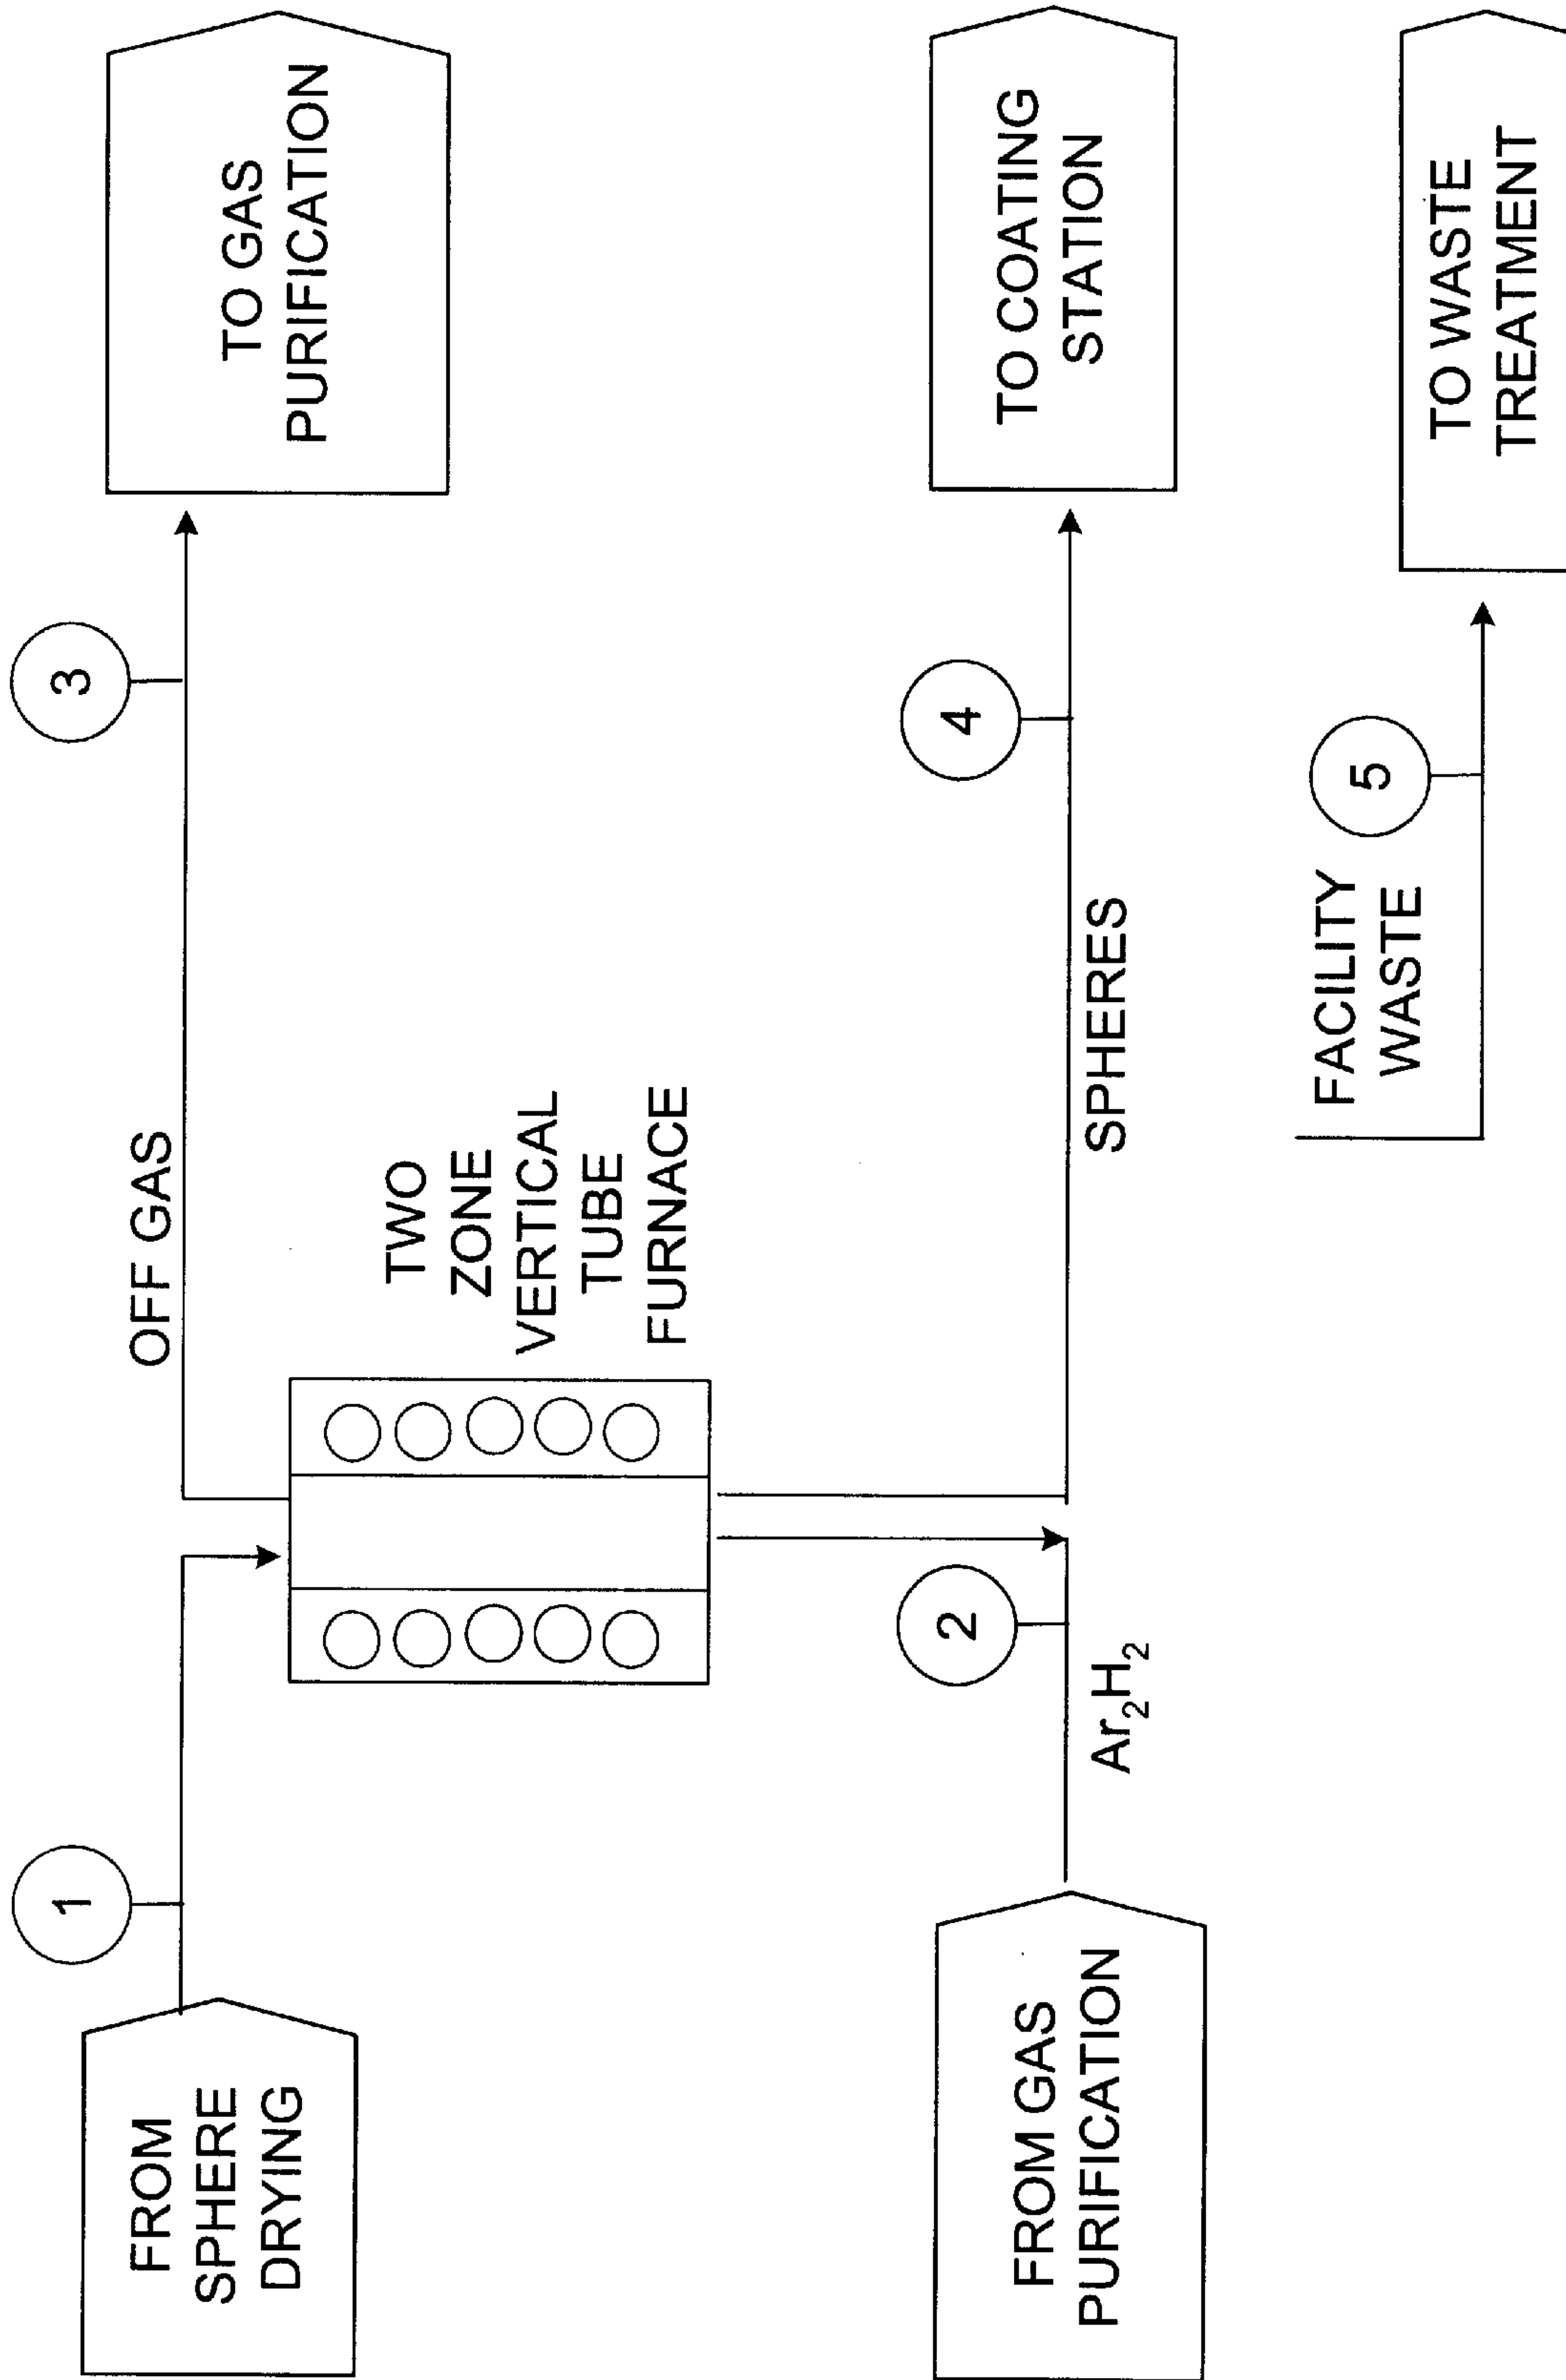 1
FROM
SPHERE
DRYING
OFF GAS
3
TO GAS
PURIFICATION
TWO
ZONE
VERTICAL
TUBE
FURNACE
FROM GAS
PURIFICATION
2
Ar₂H₂
SPHERES
4
TO COATING
STATION
FACILITY
WASTE
5
TO WASTE
TREATMENT